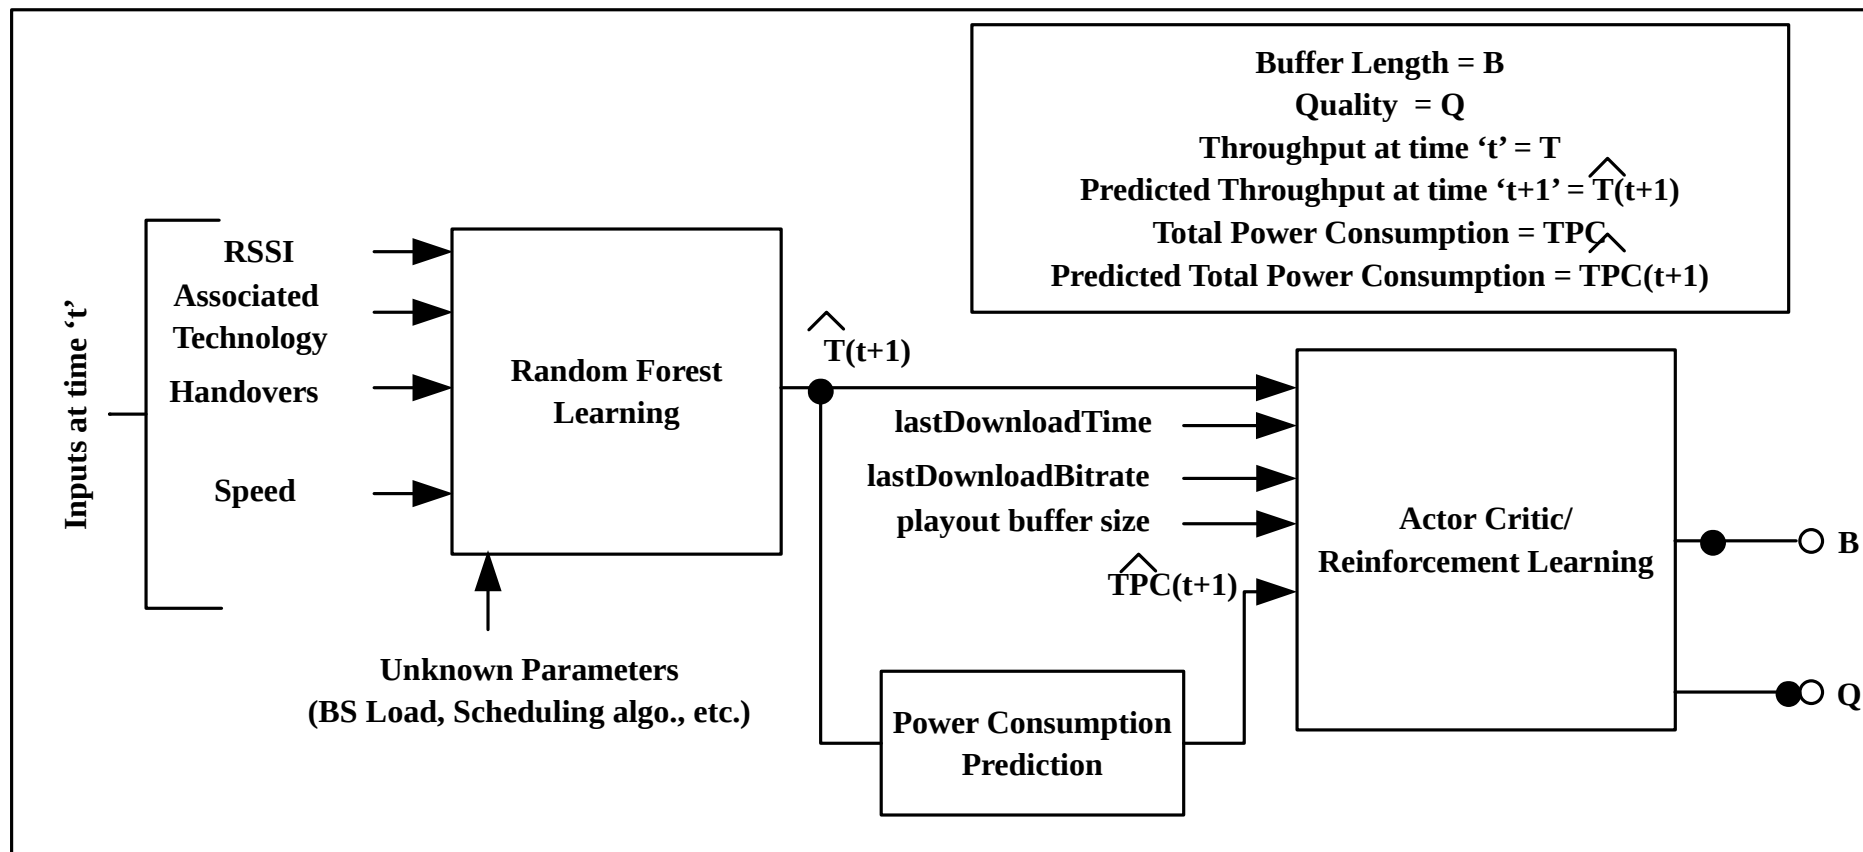 Buffer Length = B
Quality = Q
Throughput at time ‘t’ = T
Predicted Throughput at time ‘t+1’ = T̂(t+1)
Total Power Consumption = TPC
Predicted Total Power Consumption = TP̂C(t+1)
Inputs at time ‘t’
RSSI
Associated
Technology
Handovers
Speed
Random Forest
Learning
Unknown Parameters
(BS Load, Scheduling algo., etc.)
T̂(t+1)
lastDownloadTime
lastDownloadBitrate
playout buffer size
TP̂C(t+1)
Power Consumption
Prediction
Actor Critic/
Reinforcement Learning
B
Q